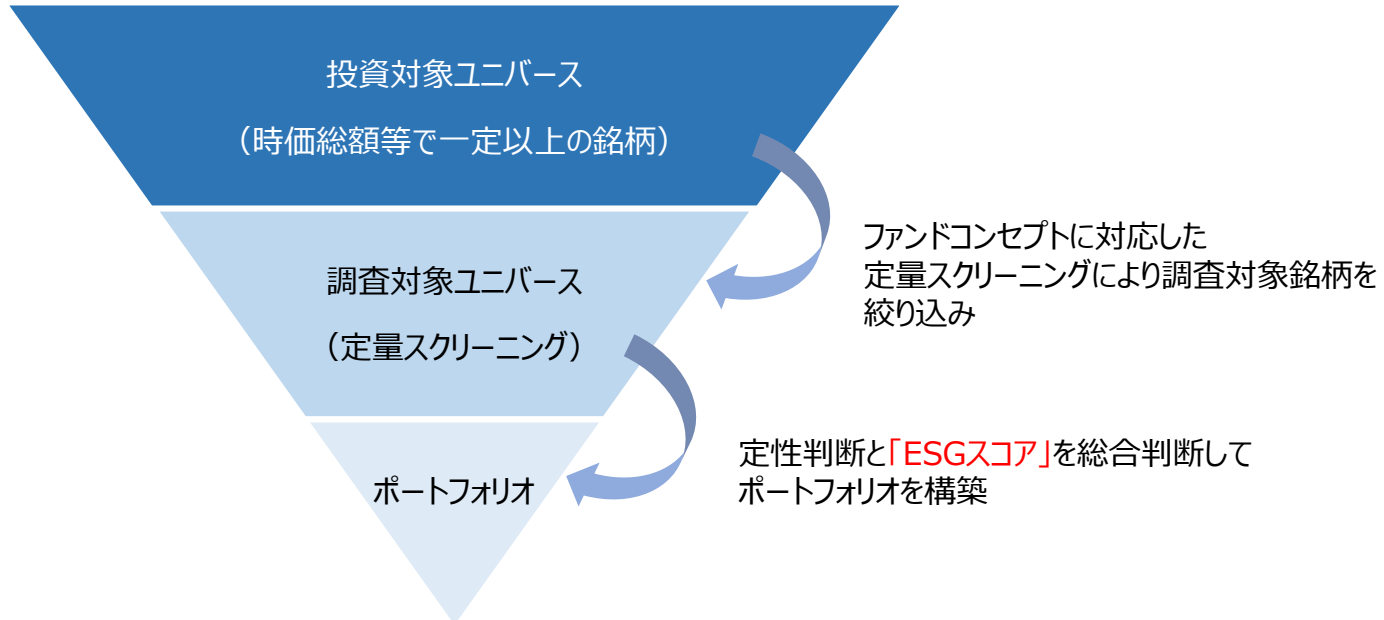 投資対象ユニバース
（時価総額等で一定以上の銘柄）
ファンドコンセプトに対応した
定量スクリーニングにより調査対象銘柄を
絞り込み
調査対象ユニバース
（定量スクリーニング）
定性判断と「ESGスコア」を総合判断して
ポートフォリオを構築
ポートフォリオ